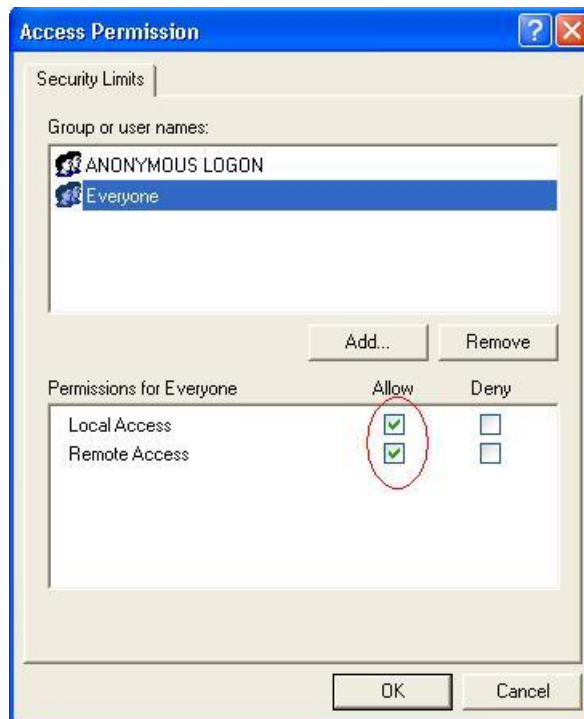 Access Permission
Security Limits
Group or user names:
ANONYMOUS LOGON
Everyone
Add... Remove
Permissions for Everyone Allow Deny
Local Access
Remote Access
OK Cancel